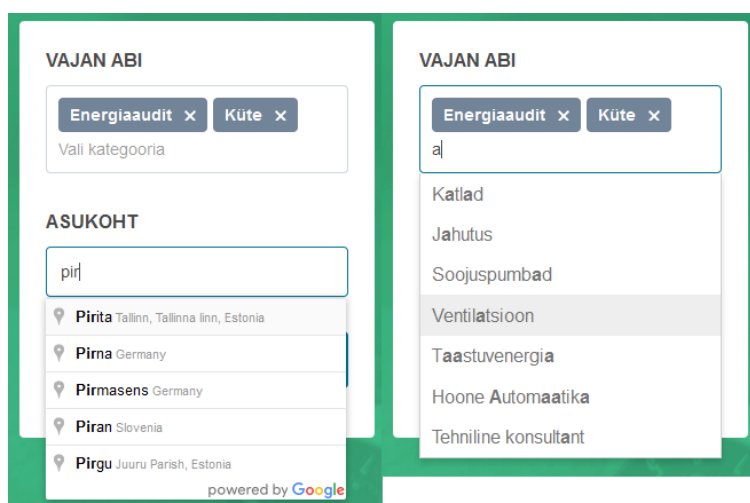 VAJAN ABI
Energiaaudit × Küte ×
Vali kategooria
ASUKOHT
pir
Pirita Tallinn, Tallinna linn, Estonia
Pirna Germany
Pirmasens Germany
Piran Slovenia
Pirgu Juuru Parish, Estonia
powered by Google
VAJAN ABI
Energiaaudit × Küte ×
a
Katlad
Jahutus
Soojuspumbad
Ventilatsioon
Taastuvenergia
Hoone Automaatika
Tehniline konsultant